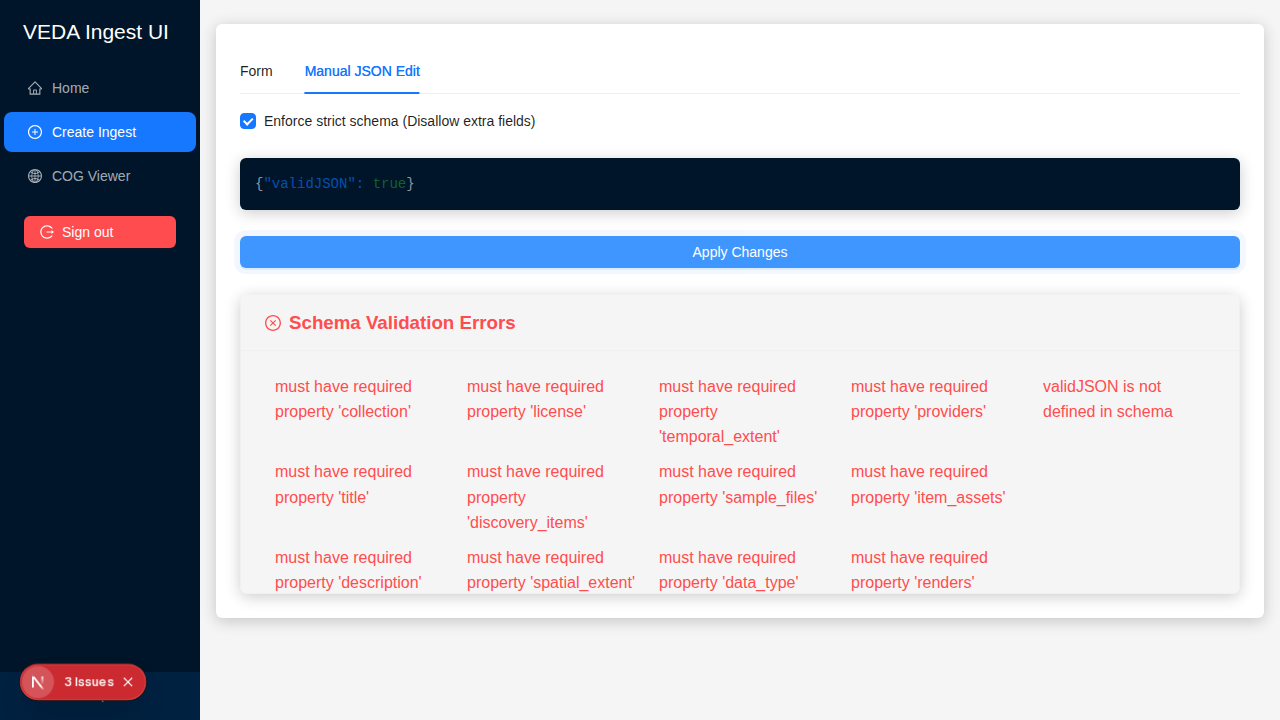 VEDA Ingest UI
Home
Create Ingest
COG Viewer
Sign out
3 Issues
Form
Manual JSON Edit
Enforce strict schema (Disallow extra fields)
{"validJSON": true}
Apply Changes
Schema Validation Errors
must have required
property 'collection'
must have required
property 'title'
must have required
property 'description'
must have required
property 'license'
must have required
property
'discovery_items'
must have required
property 'spatial_extent'
must have required
property
'temporal_extent'
must have required
property 'sample_files'
must have required
property 'data_type'
must have required
property 'providers'
must have required
property 'item_assets'
must have required
property 'renders'
validJSON is not
defined in schema